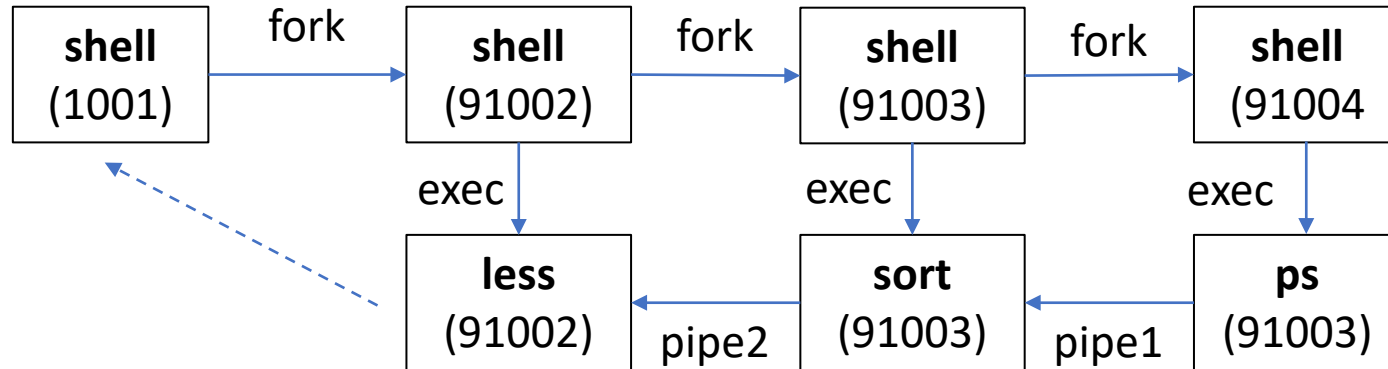 shell
(1001)
fork
shell
(91002)
fork
shell
(91003)
fork
shell
(91004
exec
exec
exec
less
(91002)
pipe2
sort
(91003)
pipe1
ps
(91003)